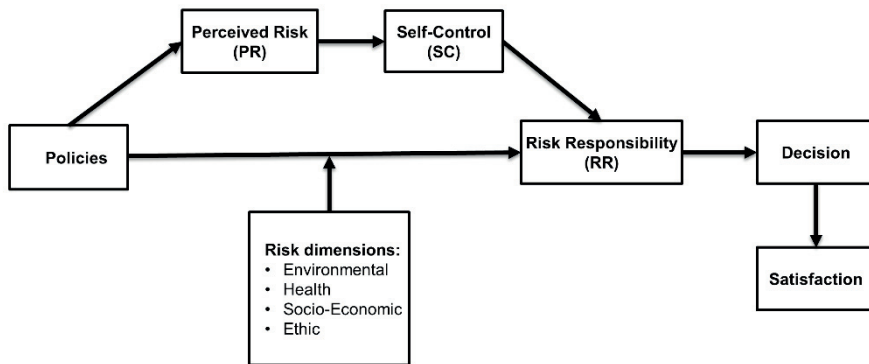 Perceived Risk
(PR)
Self-Control
(SC)
Policies
Risk Responsibility
(RR)
Decision
Risk dimensions:
• Environmental
• Health
• Socio-Economic
• Ethic
Satisfaction